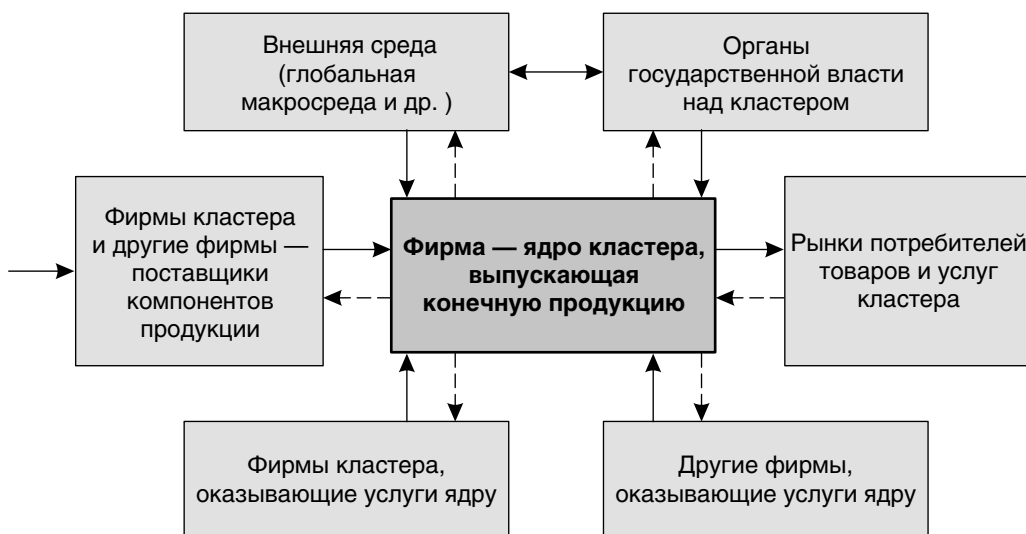 Внешняя среда
(глобальная
макросреда и др. )
Органы
государственной власти
над кластером
Фирмы кластера
и другие фирмы —
поставщики
компонентов
продукции
Фирма — ядро кластера,
выпускающая
конечную продукцию
Рынки потребителей
товаров и услуг
кластера
Фирмы кластера,
оказывающие услуги ядру
Другие фирмы,
оказывающие услуги ядру